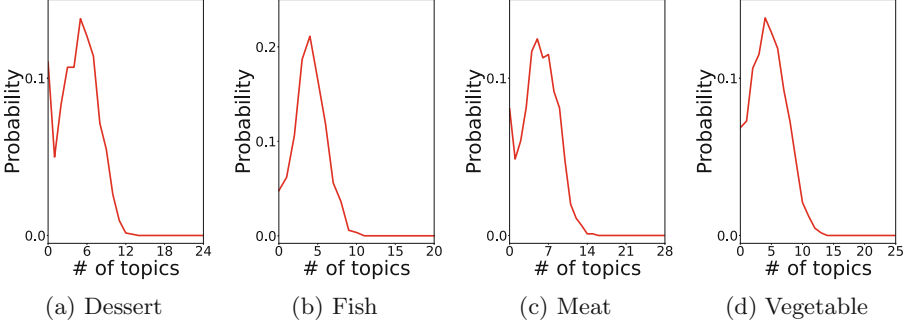 Probability
0.1
0.0
0 6 12 18 24
# of topics
(a) Dessert
Probability
0.2
0.1
0.0
0 5 10 15 20
# of topics
(b) Fish
Probability
0.1
0.0
0 7 14 21 28
# of topics
(c) Meat
Probability
0.1
0.0
0 5 10 15 20 25
# of topics
(d) Vegetable